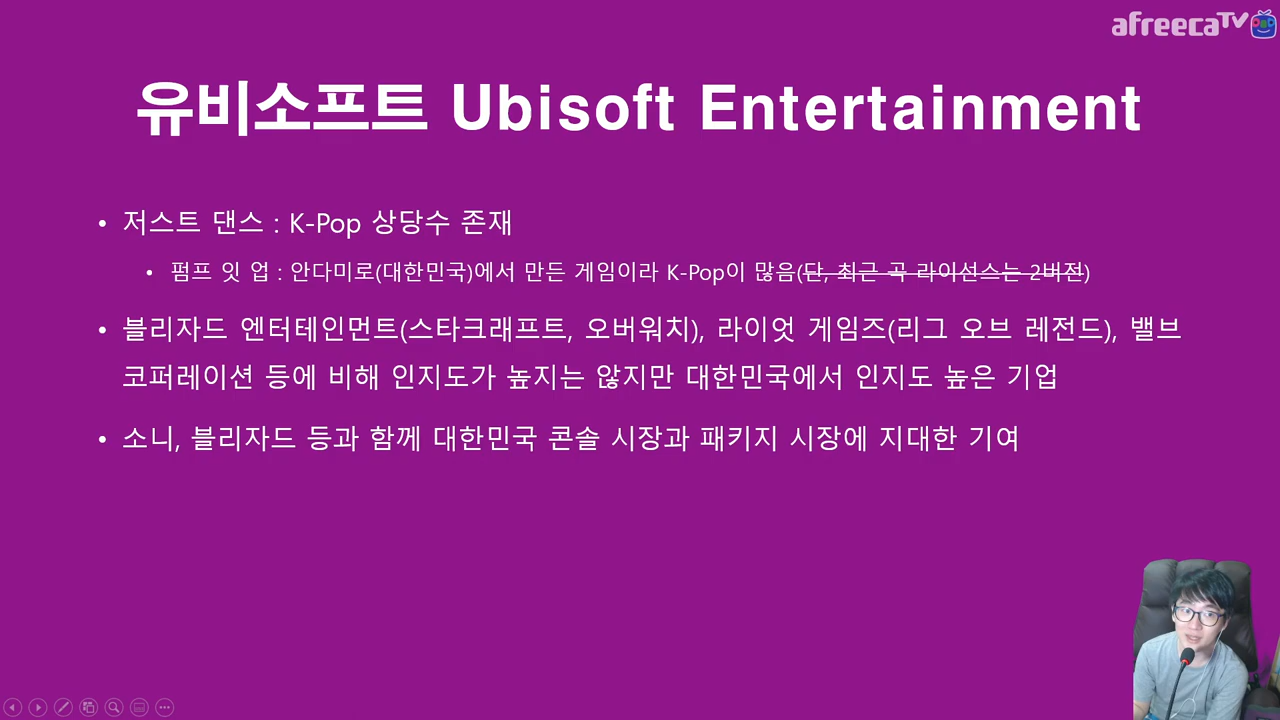 afreecaTV
유비소프트 Ubisoft Entertainment
• 저스트 댄스 : K-Pop 상당수 존재
• 펌프 잇 업 : 안다미로(대한민국)에서 만든 게임이라 K-Pop이 많음(단, 최근 곡 라이선스는 2버전)
• 블리자드 엔터테인먼트(스타크래프트, 오버워치), 라이엇 게임즈(리그 오브 레전드), 밸브
코퍼레이션 등에 비해 인지도가 높지는 않지만 대한민국에서 인지도 높은 기업
• 소니, 블리자드 등과 함께 대한민국 콘솔 시장과 패키지 시장에 지대한 기여